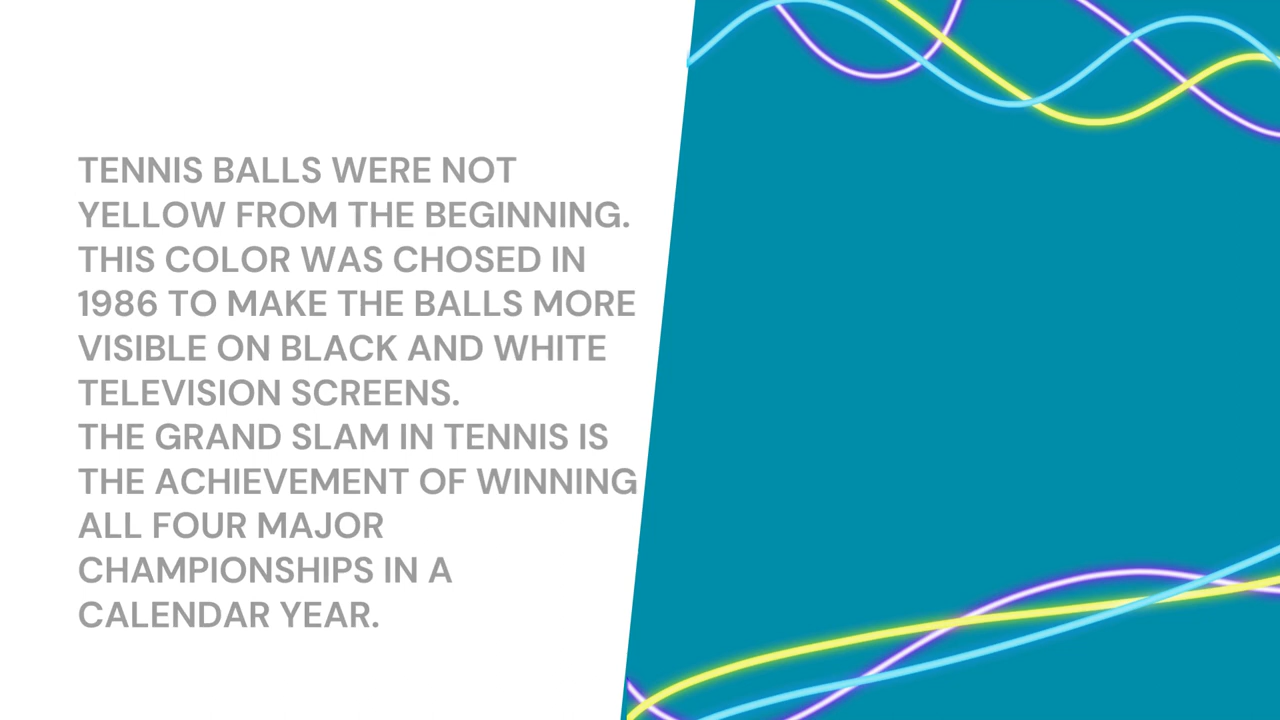 TENNIS BALLS WERE NOT
YELLOW FROM THE BEGINNING.
THIS COLOR WAS CHOSED IN
1986 TO MAKE THE BALLS MORE
VISIBLE ON BLACK AND WHITE
TELEVISION SCREENS.
THE GRAND SLAM IN TENNIS IS
THE ACHIEVEMENT OF WINNING
ALL FOUR MAJOR
CHAMPIONSHIPS IN A
CALENDAR YEAR.